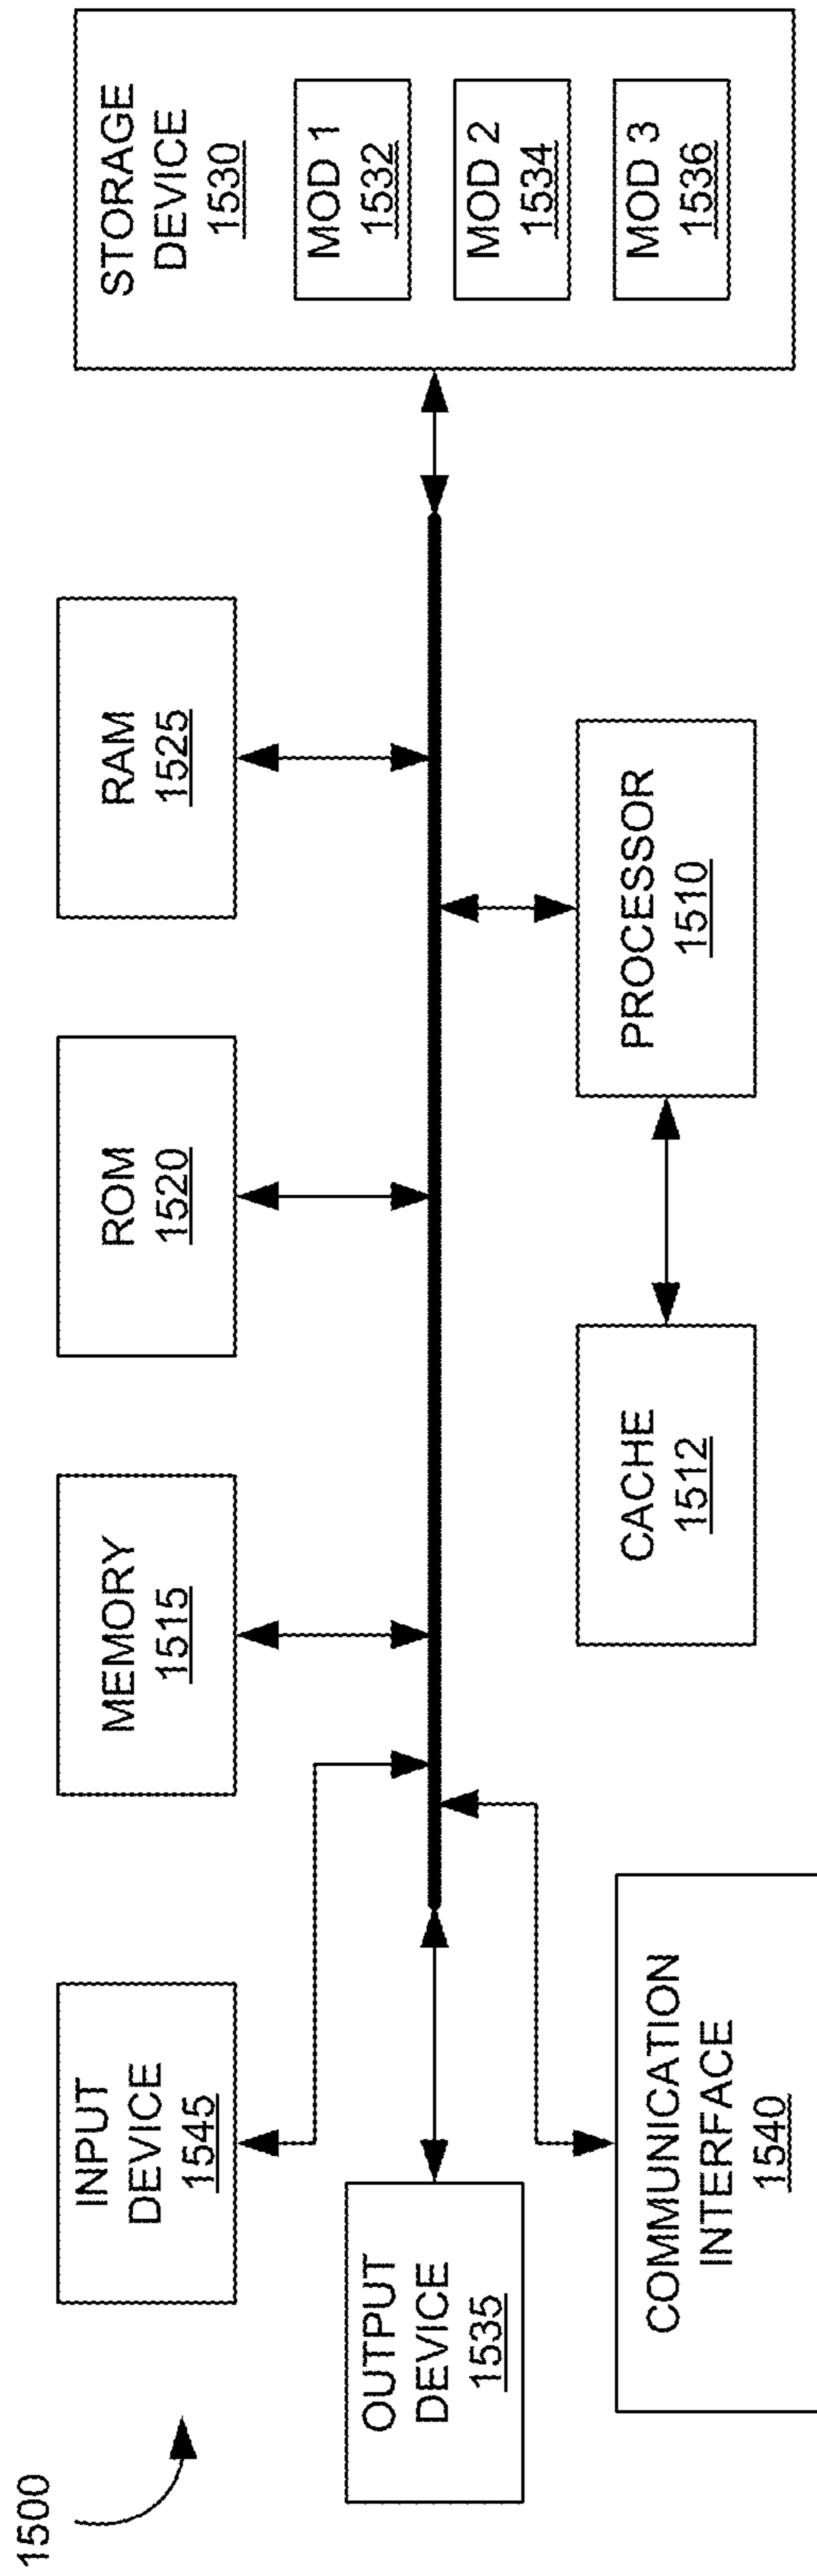 1500
INPUT
DEVICE
1545
MEMORY
1515
ROM
1520
RAM
1525
STORAGE
DEVICE
1530
MOD 1
1532
MOD 2
1534
MOD 3
1536
OUTPUT
DEVICE
1535
COMMUNICATION
INTERFACE
1540
CACHE
1512
PROCESSOR
1510